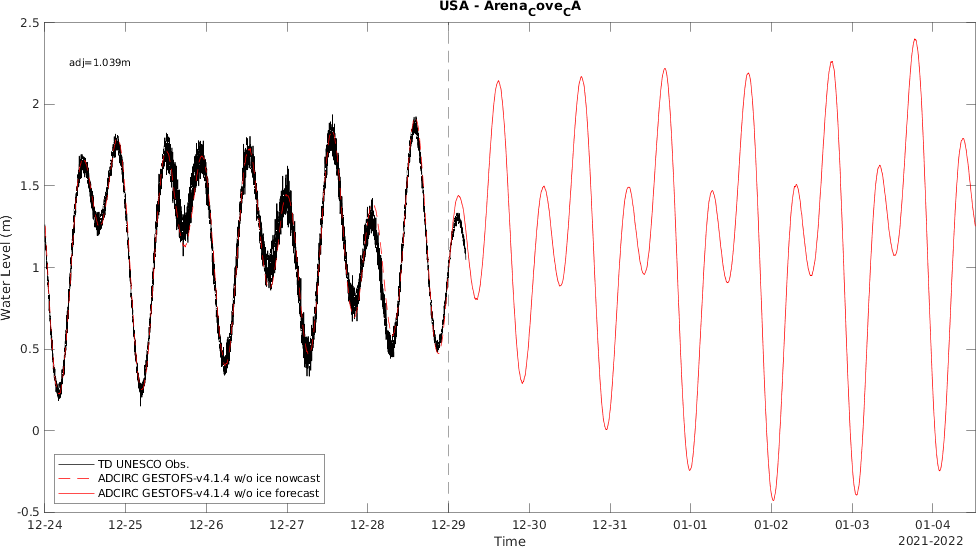 USA - ArenaCoveCA
2.5
adj=1.039m
2
1.5
1
0.5
0
-0.5
Water Level (m)
TD UNESCO Obs.
ADCIRC GESTOFS-v4.1.4 w/o ice nowcast
ADCIRC GESTOFS-v4.1.4 w/o ice forecast
12-24 12-25 12-26 12-27 12-28 12-29 12-30 12-31 01-01 01-02 01-03 01-04
Time
2021-2022